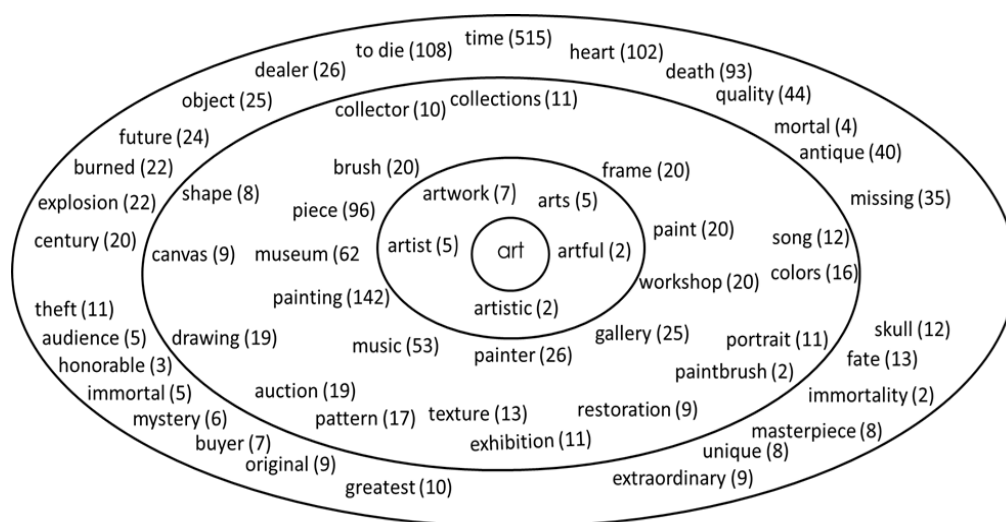 time (515)
to die (108)
heart (102)
dealer (26)
death (93)
object (25)
collector (10)
collections (11)
quality (44)
future (24)
mortal (4)
burned (22)
brush (20)
frame (20)
antique (40)
explosion (22)
shape (8)
artwork (7)
arts (5)
missing (35)
piece (96)
century (20)
canvas (9)
museum (62
artist (5)
art
artful (2)
paint (20)
song (12)
workshop (20)
colors (16)
painting (142)
artistic (2)
theft (11)
audience (5)
drawing (19)
music (53)
painter (26)
gallery (25)
portrait (11)
skull (12)
honorable (3)
fate (13)
immortal (5)
auction (19)
paintbrush (2)
immortality (2)
mystery (6)
pattern (17)
texture (13)
restoration (9)
buyer (7)
exhibition (11)
masterpiece (8)
original (9)
unique (8)
greatest (10)
extraordinary (9)